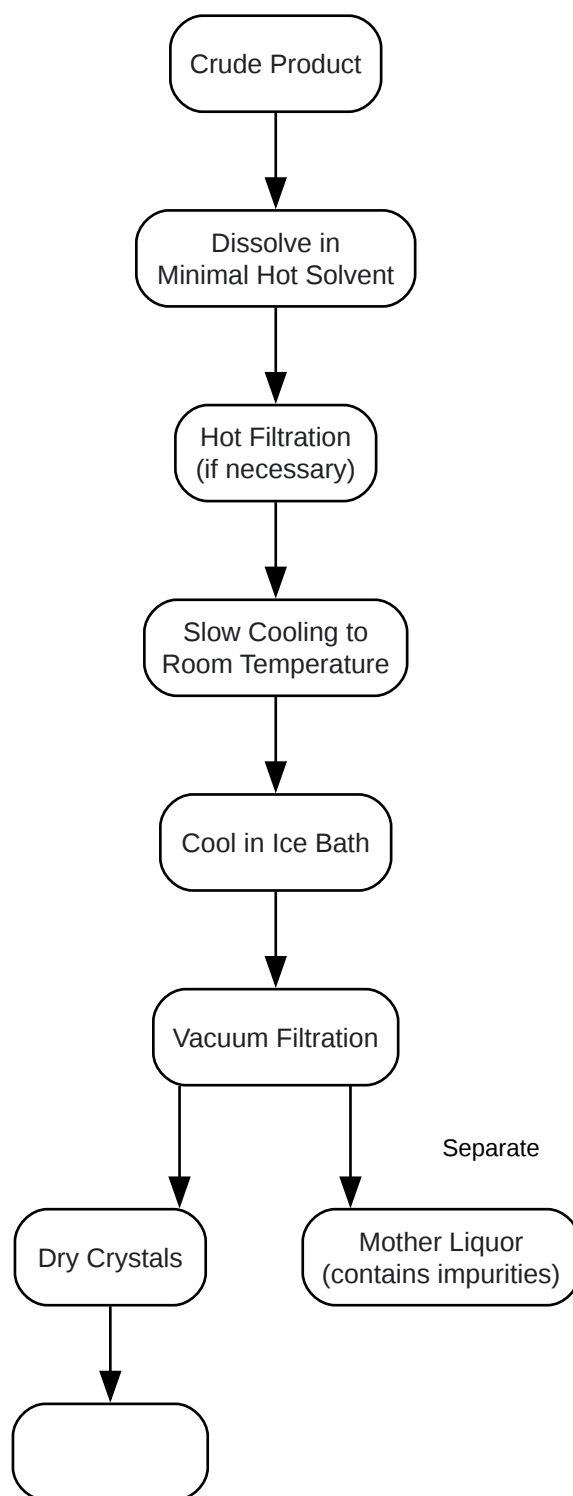 Crude Product
Dissolve in
Minimal Hot Solvent
Hot Filtration
(if necessary)
Slow Cooling to
Room Temperature
Cool in Ice Bath
Vacuum Filtration
Separate
Dry Crystals
Mother Liquor
(contains impurities)